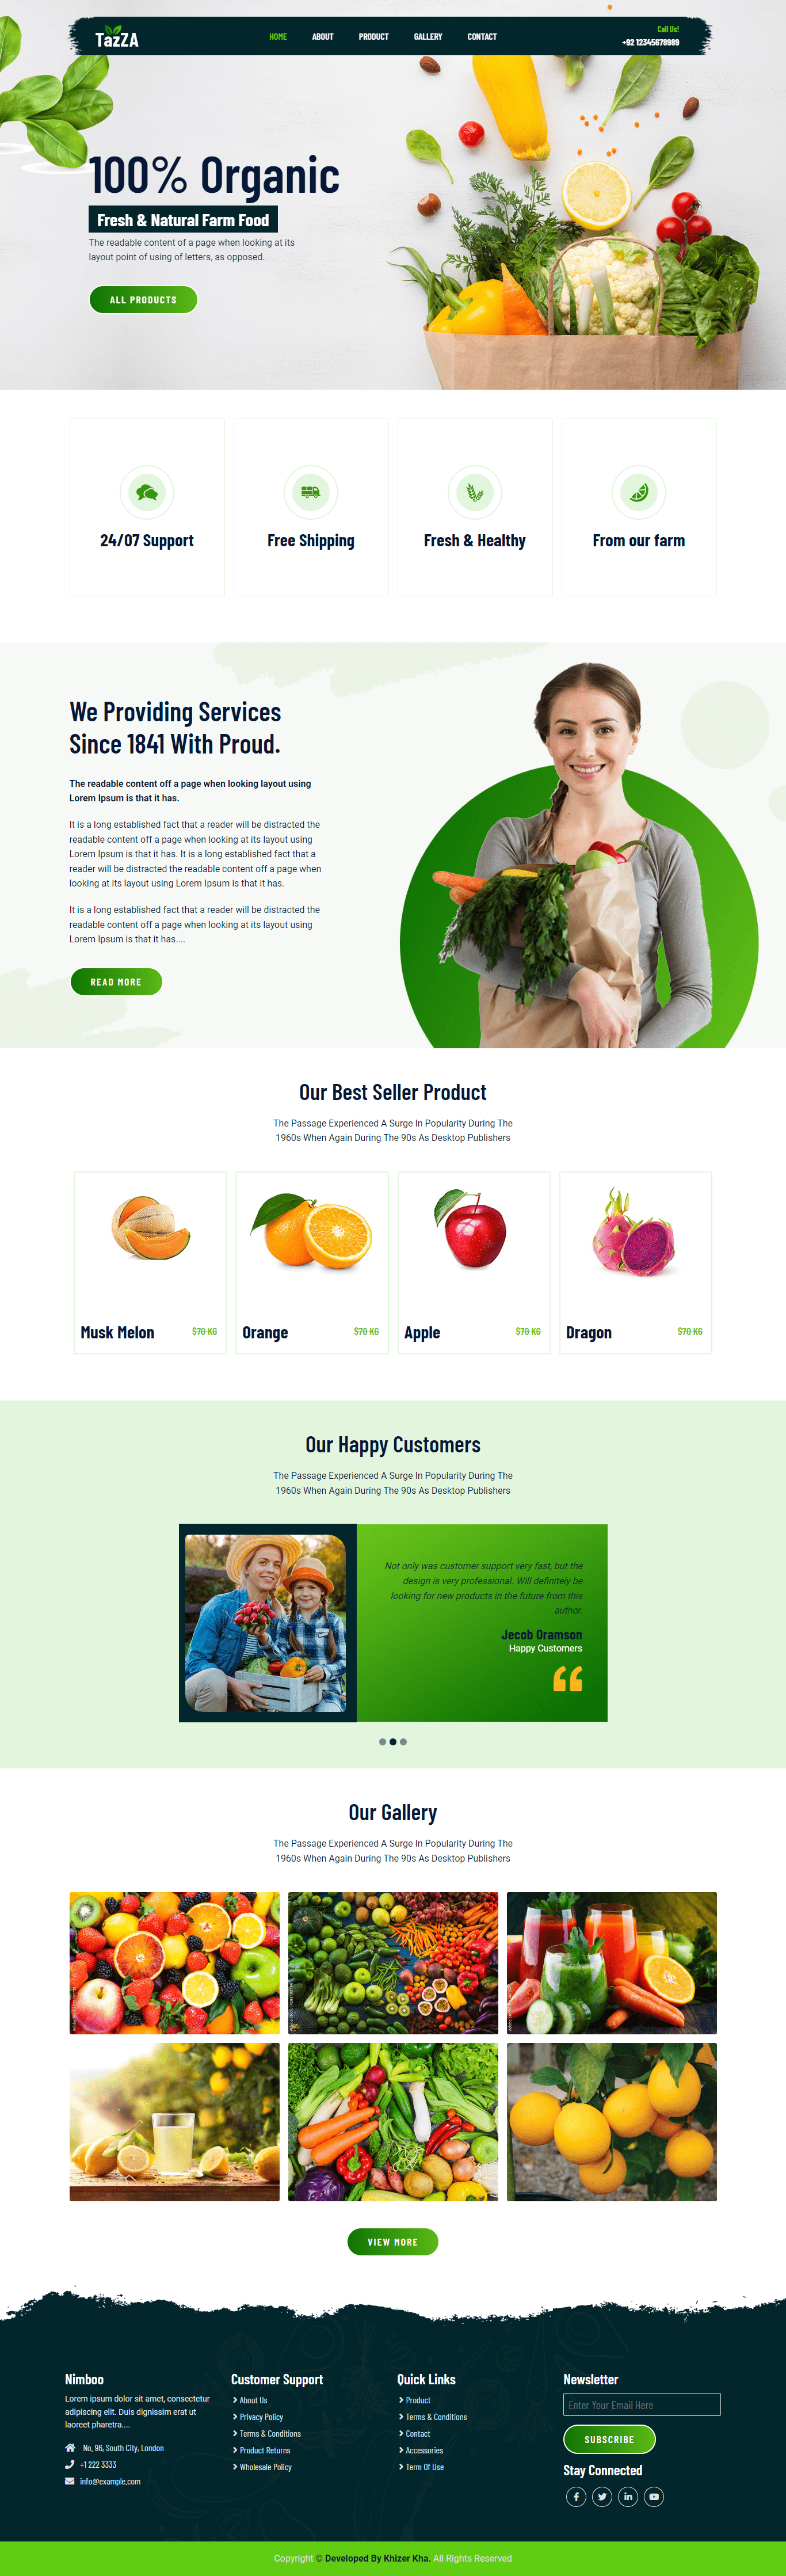 TazZA
HOME
ABOUT
PRODUCT
GALLERY
CONTACT
Call Us!
+92 12345678989
100% Organic
Fresh & Natural Farm Food
The readable content of a page when looking at its
layout point of using of letters, as opposed.
ALL PRODUCTS
24/07 Support
Free Shipping
Fresh & Healthy
From our farm
We Providing Services
Since 1841 With Proud.
The readable content off a page when looking layout using
Lorem Ipsum is that it has.
It is a long established fact that a reader will be distracted the
readable content off a page when looking at its layout using
Lorem Ipsum is that it has. It is a long established fact that a
reader will be distracted the readable content off a page when
looking at its layout using Lorem Ipsum is that it has.
It is a long established fact that a reader will be distracted the
readable content off a page when looking at its layout using
Lorem Ipsum is that it has....
READ MORE
Our Best Seller Product
The Passage Experienced A Surge In Popularity During The
1960s When Again During The 90s As Desktop Publishers
Musk Melon
$70 KG
Orange
$70 KG
Apple
$70 KG
Dragon
$70 KG
Our Happy Customers
The Passage Experienced A Surge In Popularity During The
1960s When Again During The 90s As Desktop Publishers
Not only was customer support very fast, but the
design is very professional. Will definitely be
looking for new products in the future from this
author.
Jecob Oramson
Happy Customers
Our Gallery
The Passage Experienced A Surge In Popularity During The
1960s When Again During The 90s As Desktop Publishers
VIEW MORE
Nimboo
Lorem ipsum dolor sit amet, consectetur
adipiscing elit. Duis dignissim erat ut
laoreet pharetra....
No, 96, South City, London
+1 222 3333
info@example.com
Customer Support
About Us
Privacy Policy
Terms & Conditions
Product Returns
Wholesale Policy
Quick Links
Product
Terms & Conditions
Contact
Accessories
Term Of Use
Newsletter
Enter Your Email Here
SUBSCRIBE
Stay Connected
Copyright © Developed By Khizer Kha. All Rights Reserved